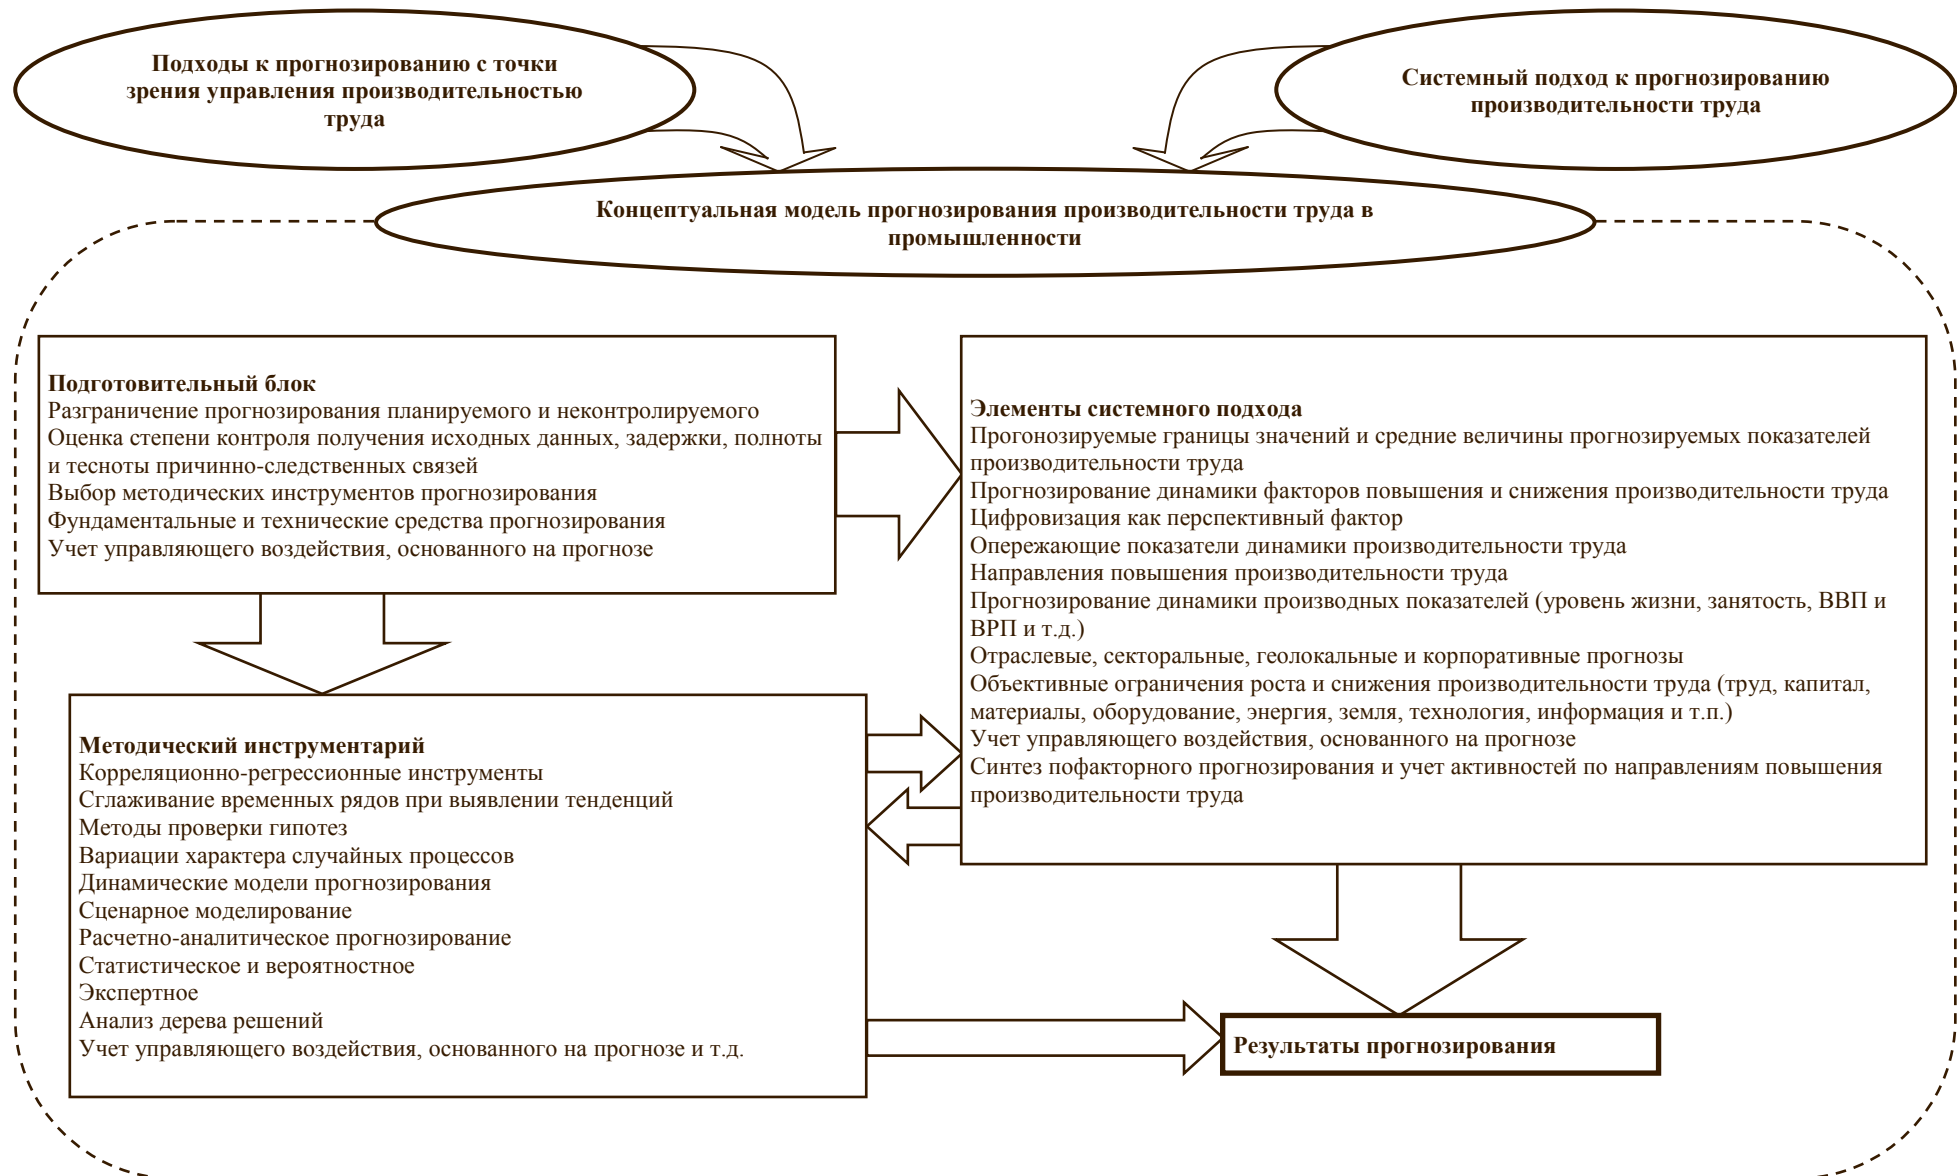 Подходы к прогнозированию с точки
зрения управления производительностью
труда
Системный подход к прогнозированию
производительности труда
Концептуальная модель прогнозирования производительности труда в
промышленности
Подготовительный блок
Разграничение прогнозирования планируемого и неконтролируемого
Оценка степени контроля получения исходных данных, задержки, полноты
и тесноты причинно-следственных связей
Выбор методических инструментов прогнозирования
Фундаментальные и технические средства прогнозирования
Учет управляющего воздействия, основанного на прогнозе
Элементы системного подхода
Прогонозируемые границы значений и средние величины прогнозируемых показателей
производительности труда
Прогнозирование динамики факторов повышения и снижения производительности труда
Цифровизация как перспективный фактор
Опережающие показатели динамики производительности труда
Направления повышения производительности труда
Прогнозирование динамики производных показателей (уровень жизни, занятость, ВВП и
ВРП и т.д.)
Отраслевые, секторальные, геолокальные и корпоративные прогнозы
Объективные ограничения роста и снижения производительности труда (труд, капитал,
материалы, оборудование, энергия, земля, технология, информация и т.п.)
Учет управляющего воздействия, основанного на прогнозе
Синтез пофакторного прогнозирования и учет активностей по направлениям повышения
производительности труда
Методический инструментарий
Корреляционно-регрессионные инструменты
Сглаживание временных рядов при выявлении тенденций
Методы проверки гипотез
Вариации характера случайных процессов
Динамические модели прогнозирования
Сценарное моделирование
Расчетно-аналитическое прогнозирование
Статистическое и вероятностное
Экспертное
Анализ дерева решений
Учет управляющего воздействия, основанного на прогнозе и т.д.
Результаты прогнозирования